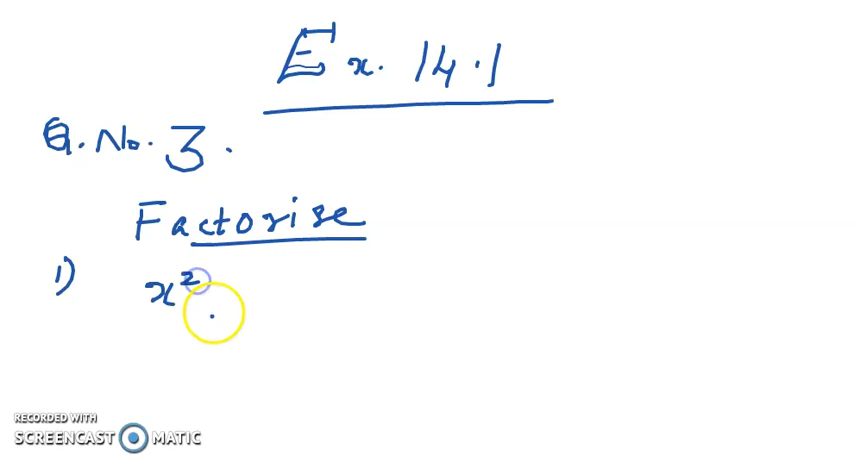 Ex. 14.1
Q. No. 3.
Factorise
1) x²
RECORDED WITH
SCREENCAST MATIC